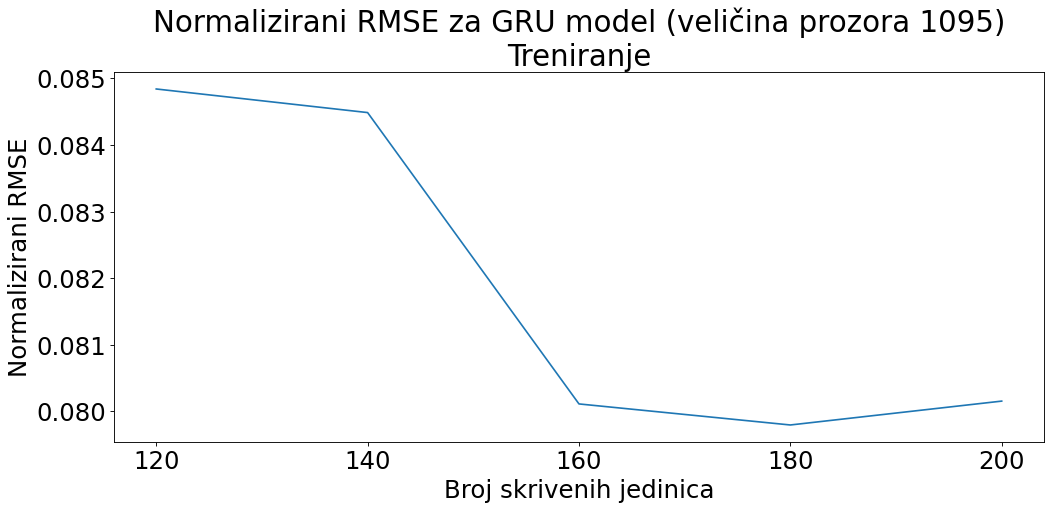 Normalizirani RMSE za GRU model (veličina prozora 1095)
Treniranje
Normalizirani RMSE
0.085
0.084
0.083
0.082
0.081
0.080
120 140 160 180 200
Broj skrivenih jedinica